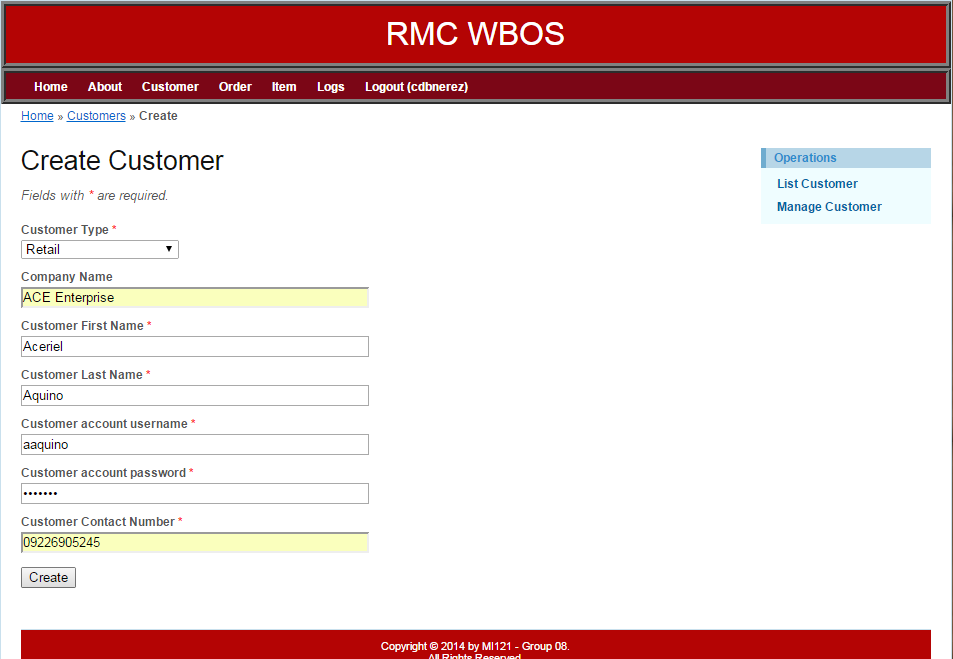 RMC WBOS
Home About Customer Order Item Logs Logout (cdbnerez)
Home » Customers » Create
Create Customer
Fields with * are required.
Operations
List Customer
Manage Customer
Customer Type *
Retail
Company Name
ACE Enterprise
Customer First Name *
Aceriel
Customer Last Name *
Aquino
Customer account username *
aaquino
Customer account password *
•••••••
Customer Contact Number *
09226905245
Create
Copyright © 2014 by MI121 - Group 08.
All Rights Reserved.